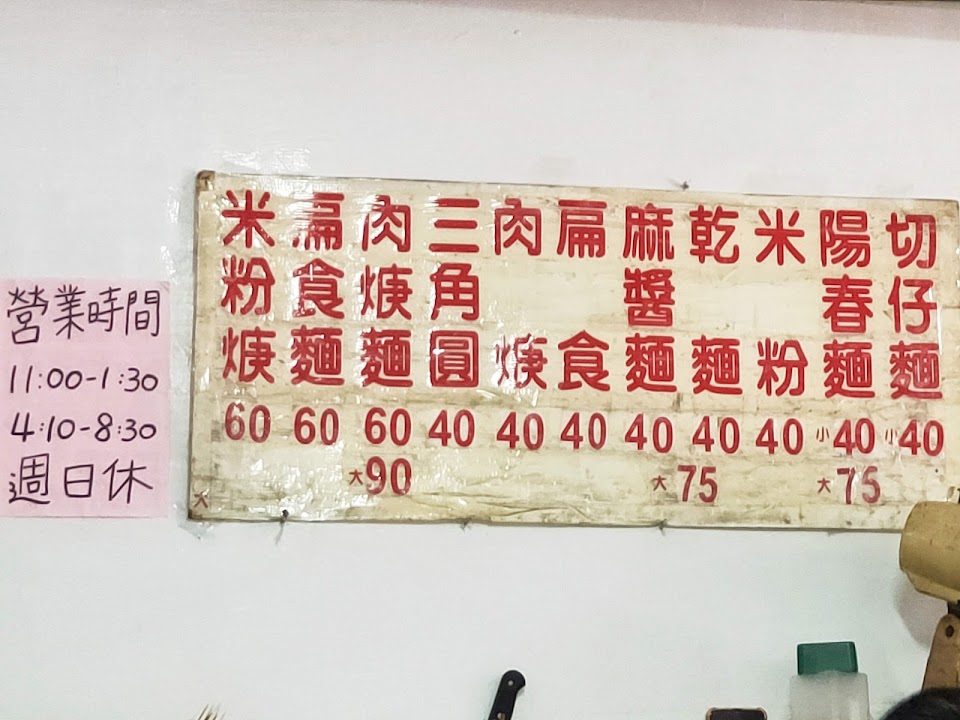 切仔麵 小40
陽春麵 小40
大75
米粉 40
乾麵 40
大75
麻醬麵 40
扁食 40
肉焿 40
三角圓 40
肉焿麵 60
大90
扁食麵 60
米粉焿 60
大
營業時間
11:00-1:30
4:10-8:30
週日休